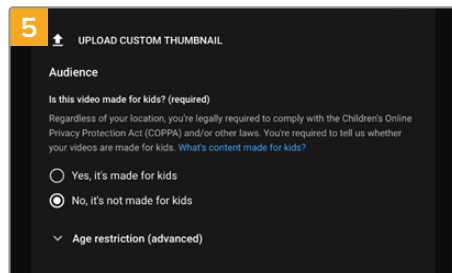 5
UPLOAD CUSTOM THUMBNAIL
Audience
Is this video made for kids? (required)
Regardless of your location, you're legally required to comply with the Children's Online
Privacy Protection Act (COPPA) and/or other laws. You're required to tell us whether
your videos are made for kids. What's content made for kids?
Yes, it's made for kids
No, it's not made for kids
Age restriction (advanced)